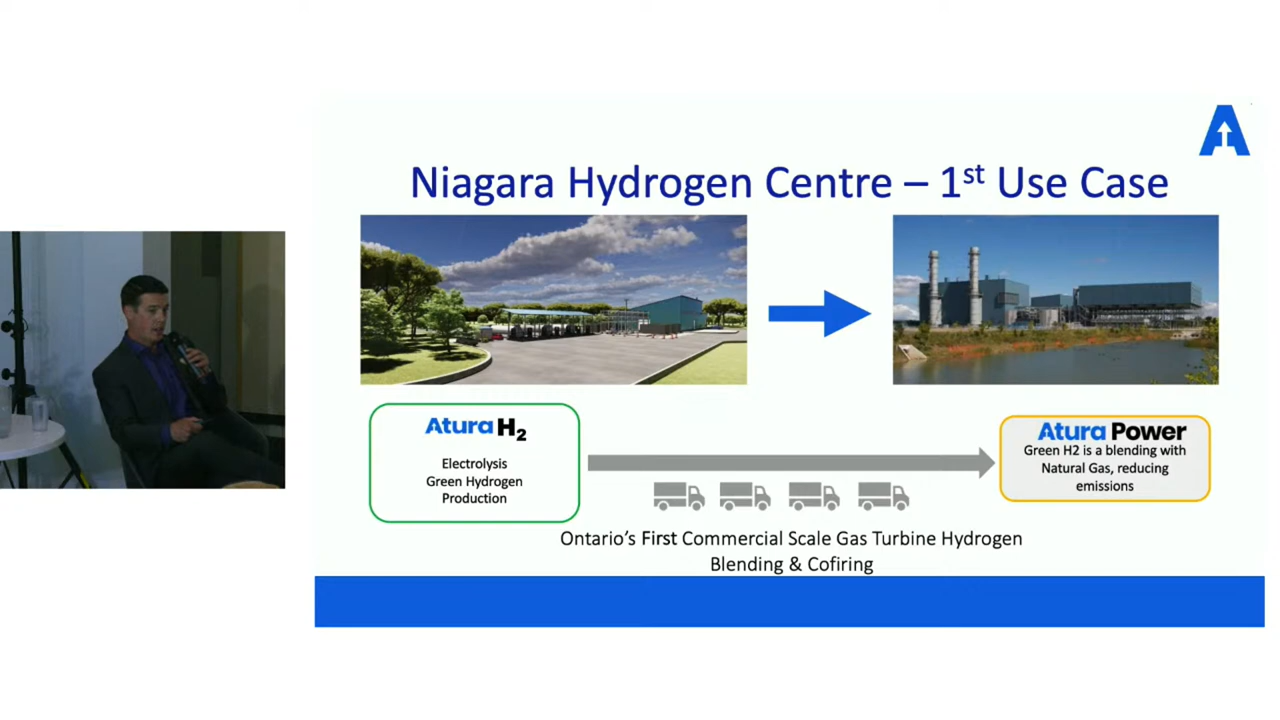 Niagara Hydrogen Centre – 1st Use Case
Atura H2
Electrolysis
Green Hydrogen
Production
Atura Power
Green H2 is a blending with
Natural Gas, reducing
emissions
Ontario's First Commercial Scale Gas Turbine Hydrogen
Blending & Cofiring